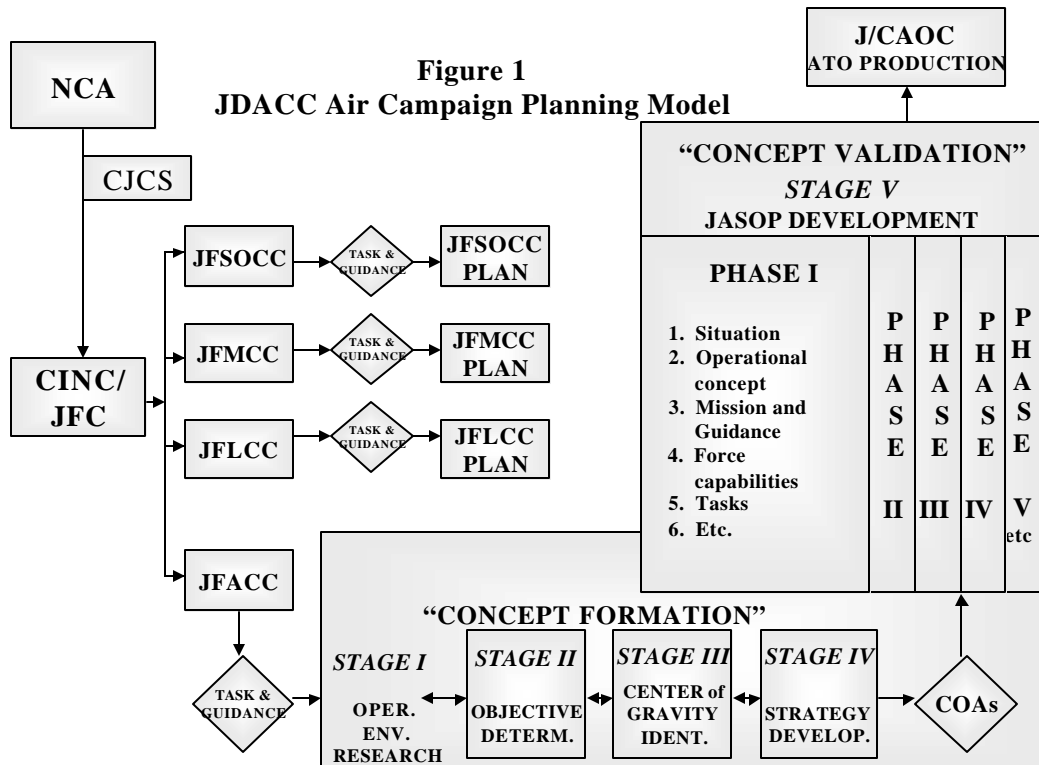 Figure 1
JDACC Air Campaign Planning Model
NCA
CJCS
CINC/
JFC
JFSOCC
TASK &
GUIDANCE
JFSOCC
PLAN
JFMCC
TASK &
GUIDANCE
JFMCC
PLAN
JFLCC
TASK &
GUIDANCE
JFLCC
PLAN
JFACC
TASK &
GUIDANCE
“CONCEPT FORMATION”
STAGE I
OPER.
ENV.
RESEARCH
STAGE II
OBJECTIVE
DETERM.
STAGE III
CENTER of
GRAVITY
IDENT.
STAGE IV
STRATEGY
DEVELOP.
COAs
“CONCEPT VALIDATION”
STAGE V
JASOP DEVELOPMENT
PHASE I
1. Situation
2. Operational
concept
3. Mission and
Guidance
4. Force
capabilities
5. Tasks
6. Etc.
PHASE II
PHASE III
PHASE IV
PHASE V
etc
J/CAOC
ATO PRODUCTION